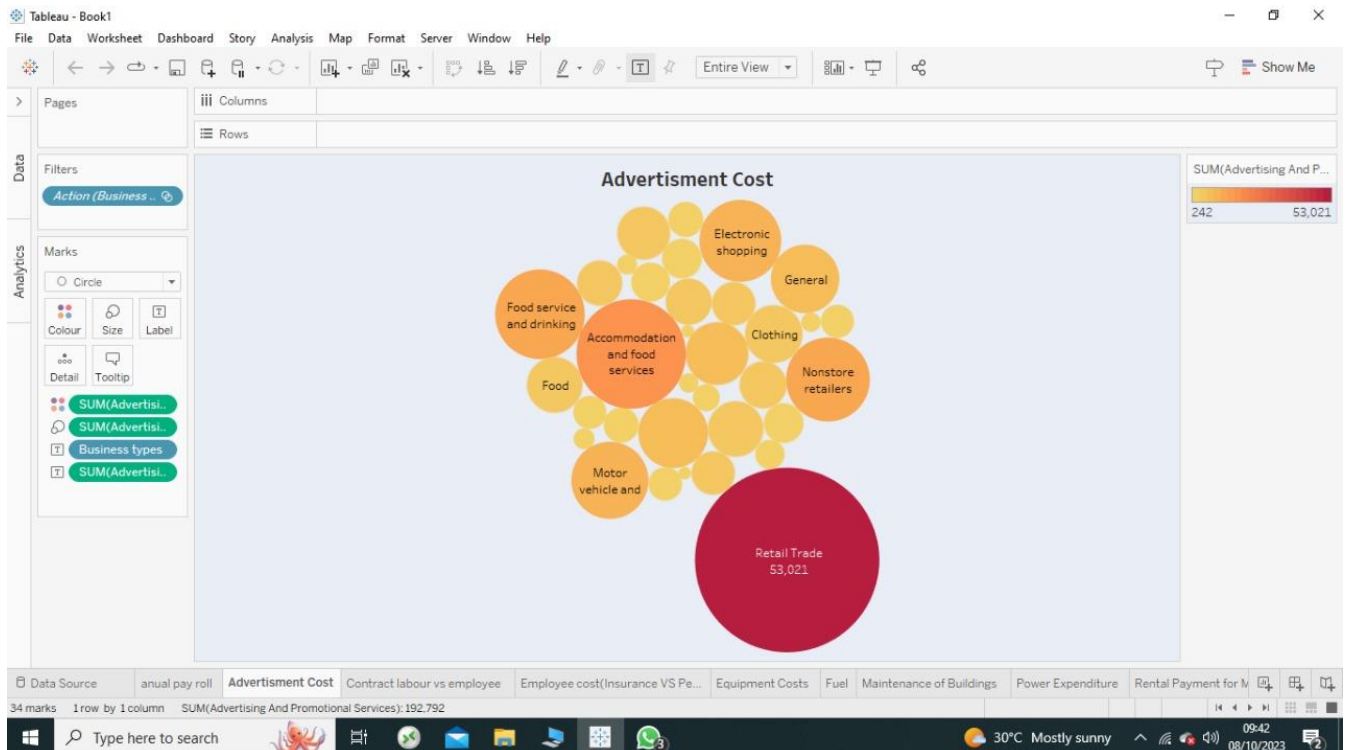 Tableau - Book1
File Data Worksheet Dashboard Story Analysis Map Format Server Window Help
Entire View
Show Me
Pages
Columns
Rows
Data
Analytics
Filters
Action (Business ..
Marks
Circle
Colour Size Label
Detail Tooltip
SUM(Advertisi..
SUM(Advertisi..
Business types
SUM(Advertisi..
Advertisment Cost
Electronic
shopping
General
Food service
and drinking
Accommodation
and food
services
Clothing
Nonstore
retailers
Food
Motor
vehicle and
Retail Trade
53,021
SUM(Advertising And P...
242 53,021
Data Source anual pay roll Advertisment Cost Contract labour vs employee Employee cost(Insurance VS Pe... Equipment Costs Fuel Maintenance of Buildings Power Expenditure Rental Payment for M
34 marks 1 row by 1 column SUM(Advertising And Promotional Services): 192,792
Type here to search
3
30°C Mostly sunny
09:42
08/10/2023
2